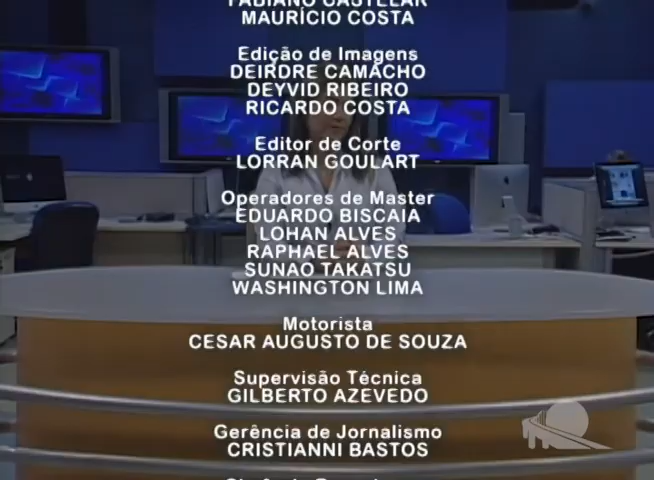 FABIANO CASTELAR
MAURÍCIO COSTA
Edição de Imagens
DEIRDRE CAMACHO
DEYVID RIBEIRO
RICARDO COSTA
Editor de Corte
LORRAN GOULART
Operadores de Master
EDUARDO BISCAIA
LOHAN ALVES
RAPHAEL ALVES
SUNAO TAKATSU
WASHINGTON LIMA
Motorista
CESAR AUGUSTO DE SOUZA
Supervisão Técnica
GILBERTO AZEVEDO
Gerência de Jornalismo
CRISTIANNI BASTOS